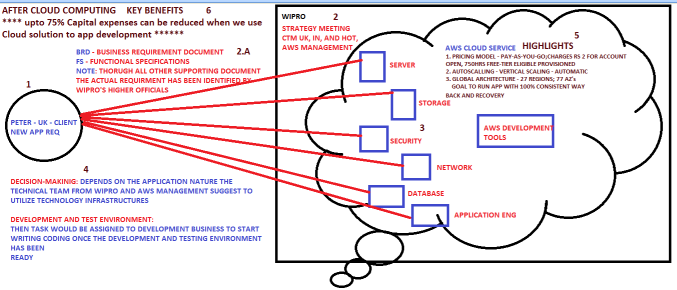 AFTER CLOUD COMPUTING KEY BENEFITS 6
**** upto 75% Capital expenses can be reduced when we use
Cloud solution to app development ******
BRD - BUSINESS REQUIREMENT DOCUMENT 2.A
FS - FUNCTIONAL SPECIFICATIONS
NOTE: THORUGH ALL OTHER SUPPORTING DOCUMENT
THE ACTUAL REQUIRMENT HAS BEEN IDENTIFIED BY
WIPRO'S HIGHER OFFICALS
1
PETER - UK - CLIENT
NEW APP REQ
4
DECISION-MAKING: DEPENDS ON THE APPLICATION NATURE THE
TECHNICAL TEAM FROM WIPRO AND AWS MANAGEMENT SUGGEST TO
UTILIZE TECHNOLOGY INFRASTRUCTURES
DEVELOPMENT AND TEST ENVIRONMENT:
THEN TASK WOULD BE ASSIGNED TO DEVELOPMENT BUSINESS TO START
WRITING CODING ONCE THE DEVELOPMENT AND TESTING ENVIRONMENT
HAS BEEN
READY
WIPRO 2
STRATEGY MEETING
CTM UK, IN, AND HOT,
AWS MANAGEMENT
SERVER
STORAGE
3
SECURITY
NETWORK
DATABASE
APPLICATION ENG
5
AWS CLOUD SERVICE HIGHLIGHTS
1. PRICING MODEL - PAY-AS-YOU-GO;CHARGES RS 2 FOR ACCOUNT
OPEN, 750HRS FREE-TIER ELIGIBLE PROVISIONED
2. AUTOSCALLING - VERTICAL SCALING - AUTOMATIC
3. GLOBAL ARCHITECTURE - 27 REGIONS; 77 AZ's
GOAL TO RUN APP WITH 100% CONSISTENT WAY
BACK AND RECOVERY
AWS DEVELOPMENT
TOOLS